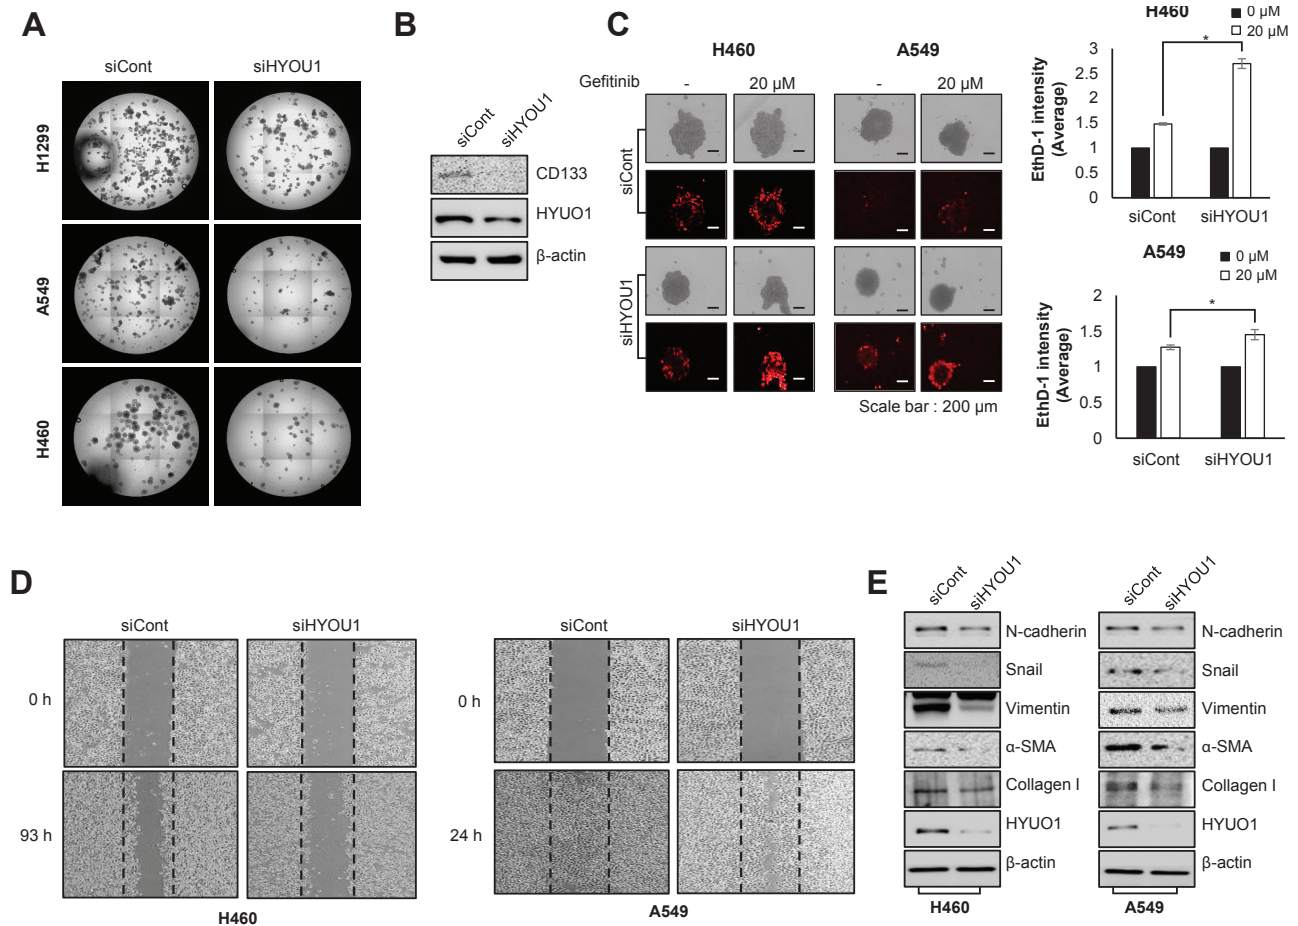 A
siCont
siHYOU1
H1299
A549
H460
B
siCont
siHYOU1
CD133
HYUO1
β-actin
C
H460
A549
Gefitinib
-
20 μM
-
20 μM
siCont
siHYOU1
Scale bar : 200 μm
H460
0 μM
20 μM
*
EthD-1 intensity
(Average)
3
2.5
2
1.5
1
0.5
0
siCont
siHYOU1
A549
0 μM
20 μM
*
EthD-1 intensity
(Average)
2
1.5
1
0.5
0
siCont
siHYOU1
D
siCont
siHYOU1
0 h
93 h
H460
siCont
siHYOU1
0 h
24 h
A549
E
siCont
siHYOU1
N-cadherin
Snail
Vimentin
α-SMA
Collagen I
HYUO1
β-actin
H460
siCont
siHYOU1
N-cadherin
Snail
Vimentin
α-SMA
Collagen I
HYUO1
β-actin
A549